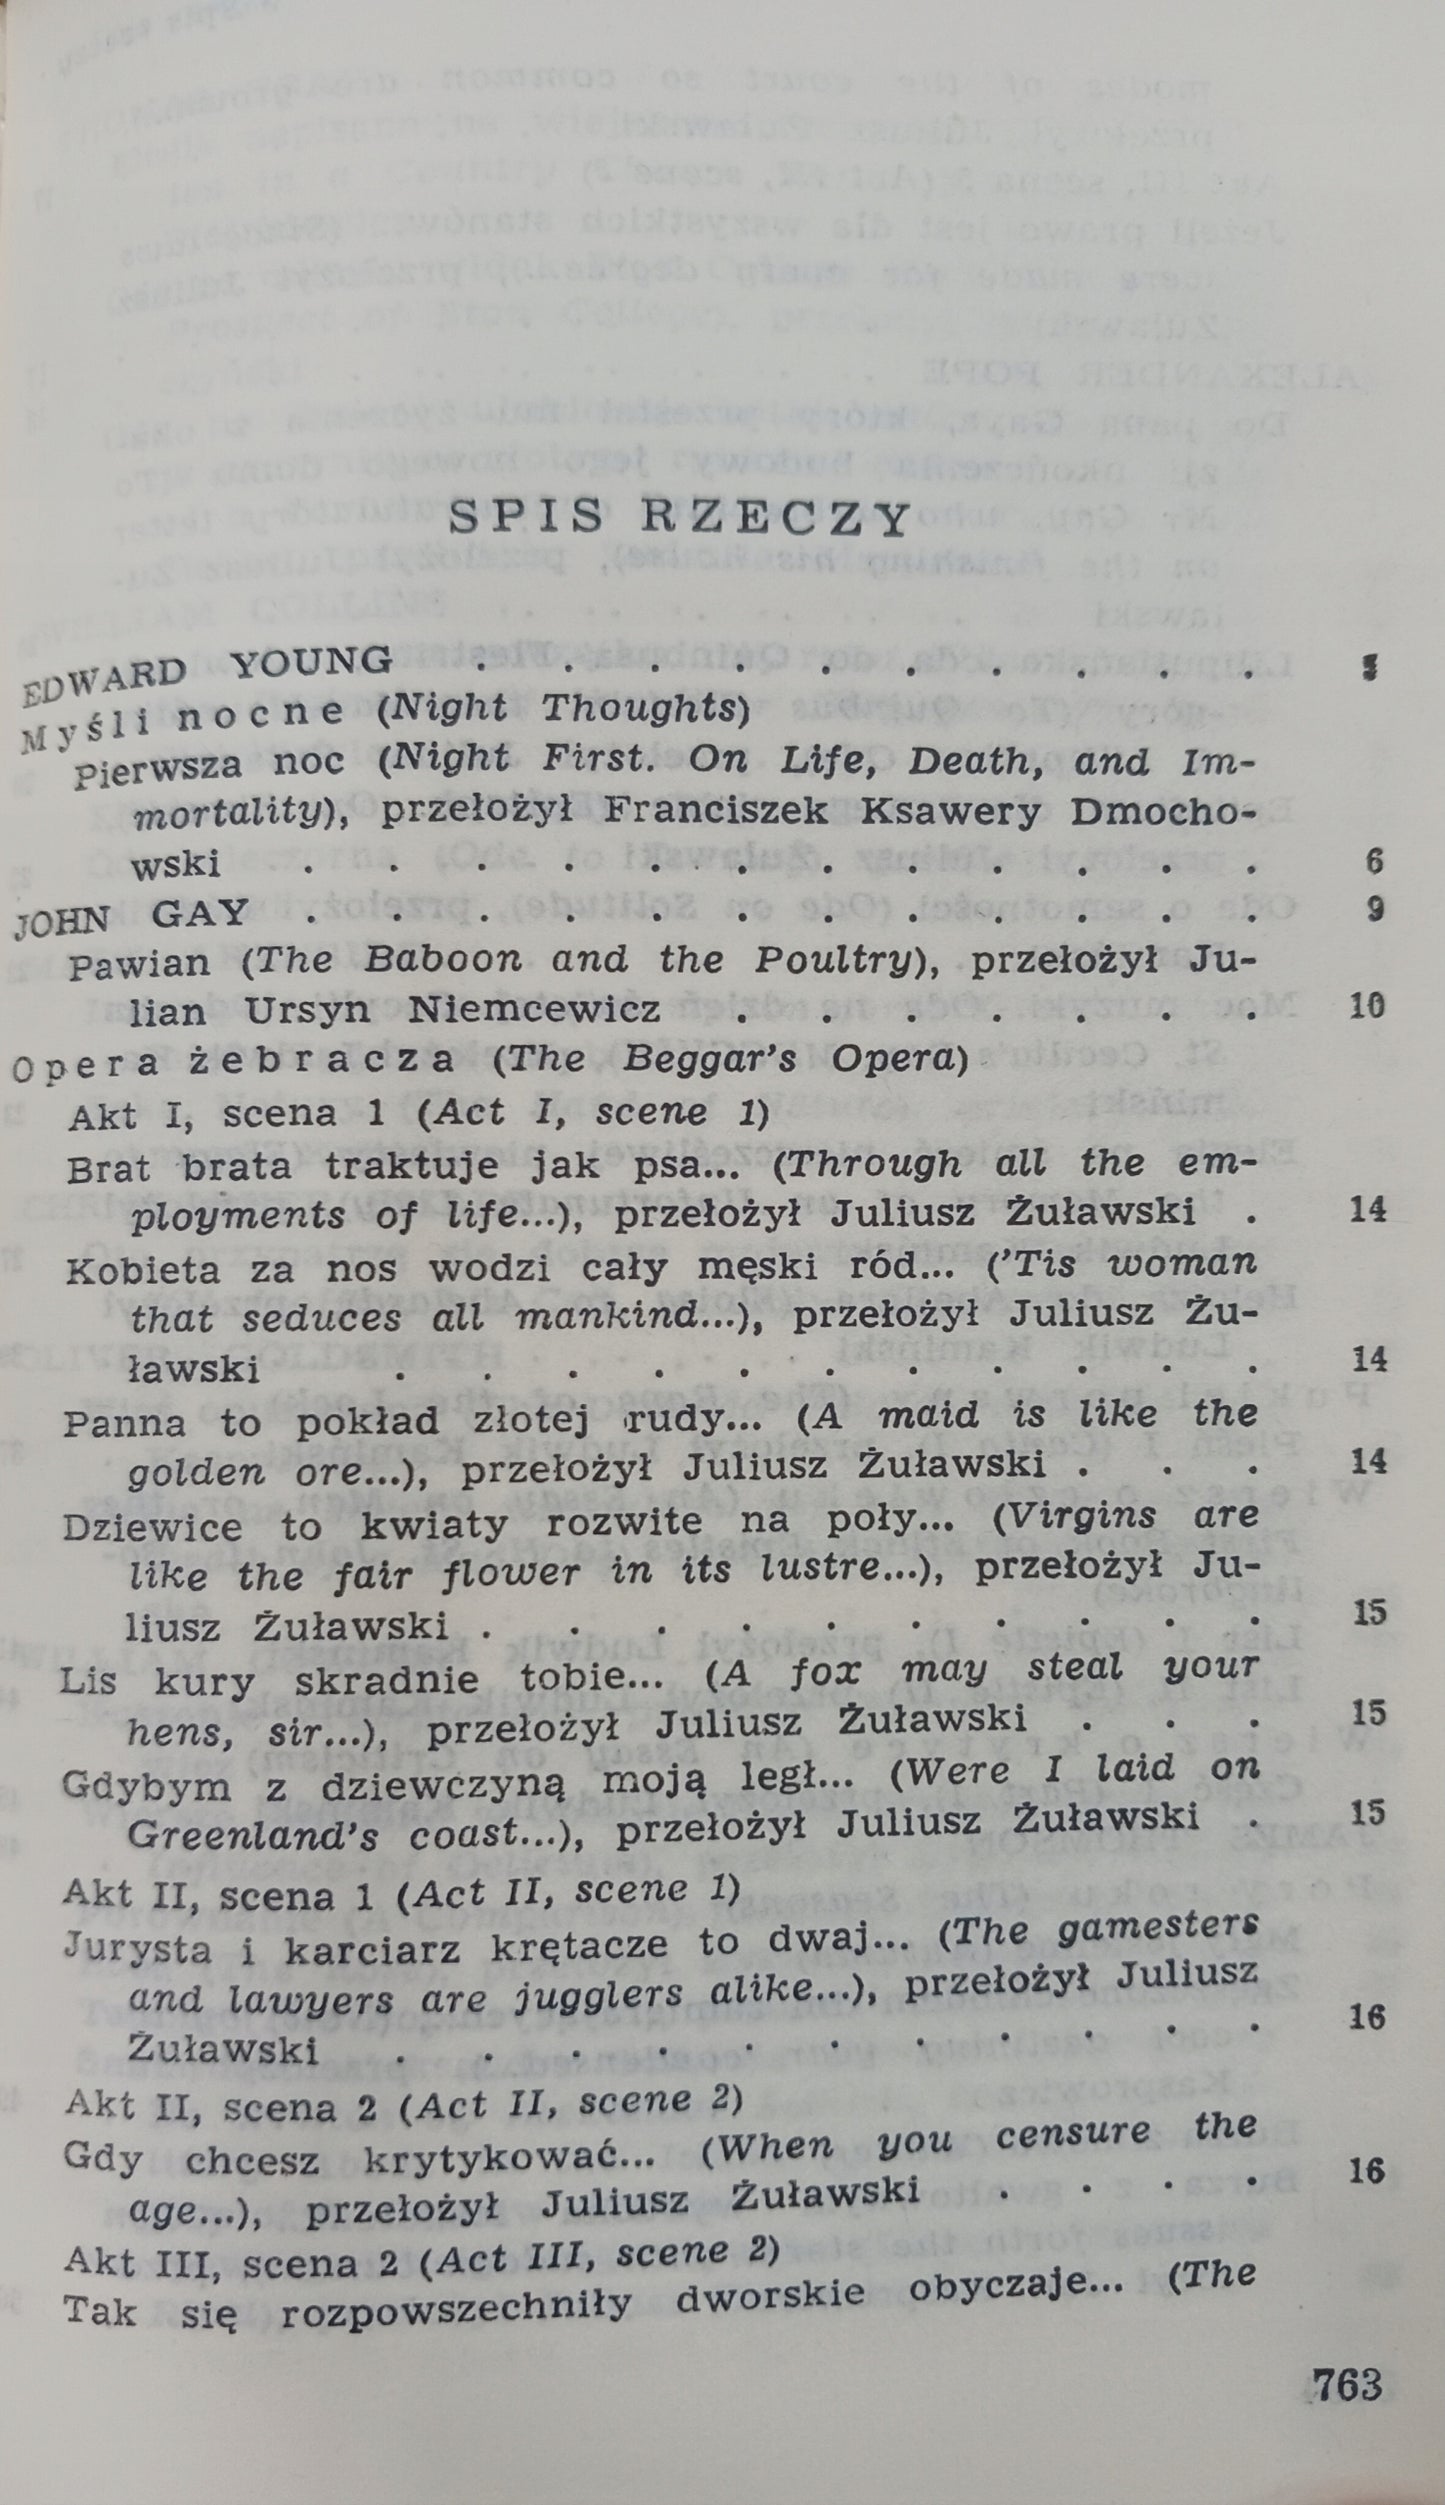 SPIS RZECZY
EDWARD YOUNG . . . . . . . . . . 5
Myśli nocne (Night Thoughts)
Pierwsza noc (Night First. On Life, Death, and Im-
mortality), przełożył Franciszek Ksawery Dmocho-
wski . . . . . . . . . . . . 6
JOHN GAY . . . . . . . . . . . . 9
Pawian (The Baboon and the Poultry), przełożył Ju-
lian Ursyn Niemcewicz . . . . . . . 10
Opera żebracza (The Beggar's Opera)
Akt I, scena 1 (Act I, scene 1)
Brat brata traktuje jak psa... (Through all the em-
ployments of life...), przełożył Juliusz Żuławski . 14
Kobieta za nos wodzi cały męski ród... ('Tis woman
that seduces all mankind...), przełożył Juliusz Żu-
ławski . . . . . . . . . . . 14
Panna to pokład złotej rudy... (A maid is like the
golden ore...), przełożył Juliusz Żuławski . . . 14
Dziewice to kwiaty rozwite na poły... (Virgins are
like the fair flower in its lustre...), przełożył Ju-
liusz Żuławski . . . . . . . . . . 15
Lis kury skradnie tobie... (A fox may steal your
hens, sir...), przełożył Juliusz Żuławski . . . 15
Gdybym z dziewczyną moją legł... (Were I laid on
Greenland's coast...), przełożył Juliusz Żuławski . 15
Akt II, scena 1 (Act II, scene 1)
Jurysta i karciarz krętacze to dwaj... (The gamesters
and lawyers are jugglers alike...), przełożył Juliusz
Żuławski . . . . . . . . . . . 16
Akt II, scena 2 (Act II, scene 2)
Gdy chcesz krytykować... (When you censure the
age...), przełożył Juliusz Żuławski . . . . 16
Akt III, scena 2 (Act III, scene 2)
Tak się rozpowszechniły dworskie obyczaje... (The
763